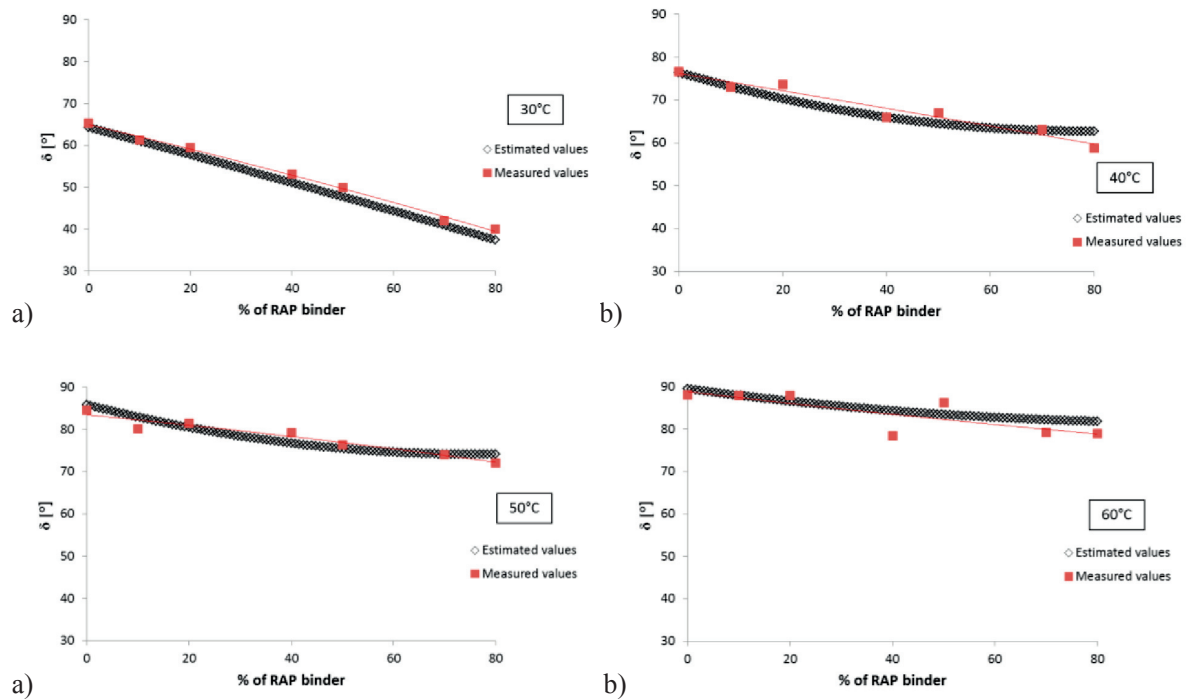 90
80
70
60
50
40
30
δ [°]
30°C
Estimated values
Measured values
0 20 40 60 80
% of RAP binder
a)
90
80
70
60
50
40
30
δ [°]
40°C
Estimated values
Measured values
0 20 40 60 80
% of RAP binder
b)
90
80
70
60
50
40
30
δ [°]
50°C
Estimated values
Measured values
0 20 40 60 80
% of RAP binder
a)
90
80
70
60
50
40
30
δ [°]
60°C
Estimated values
Measured values
0 20 40 60 80
% of RAP binder
b)